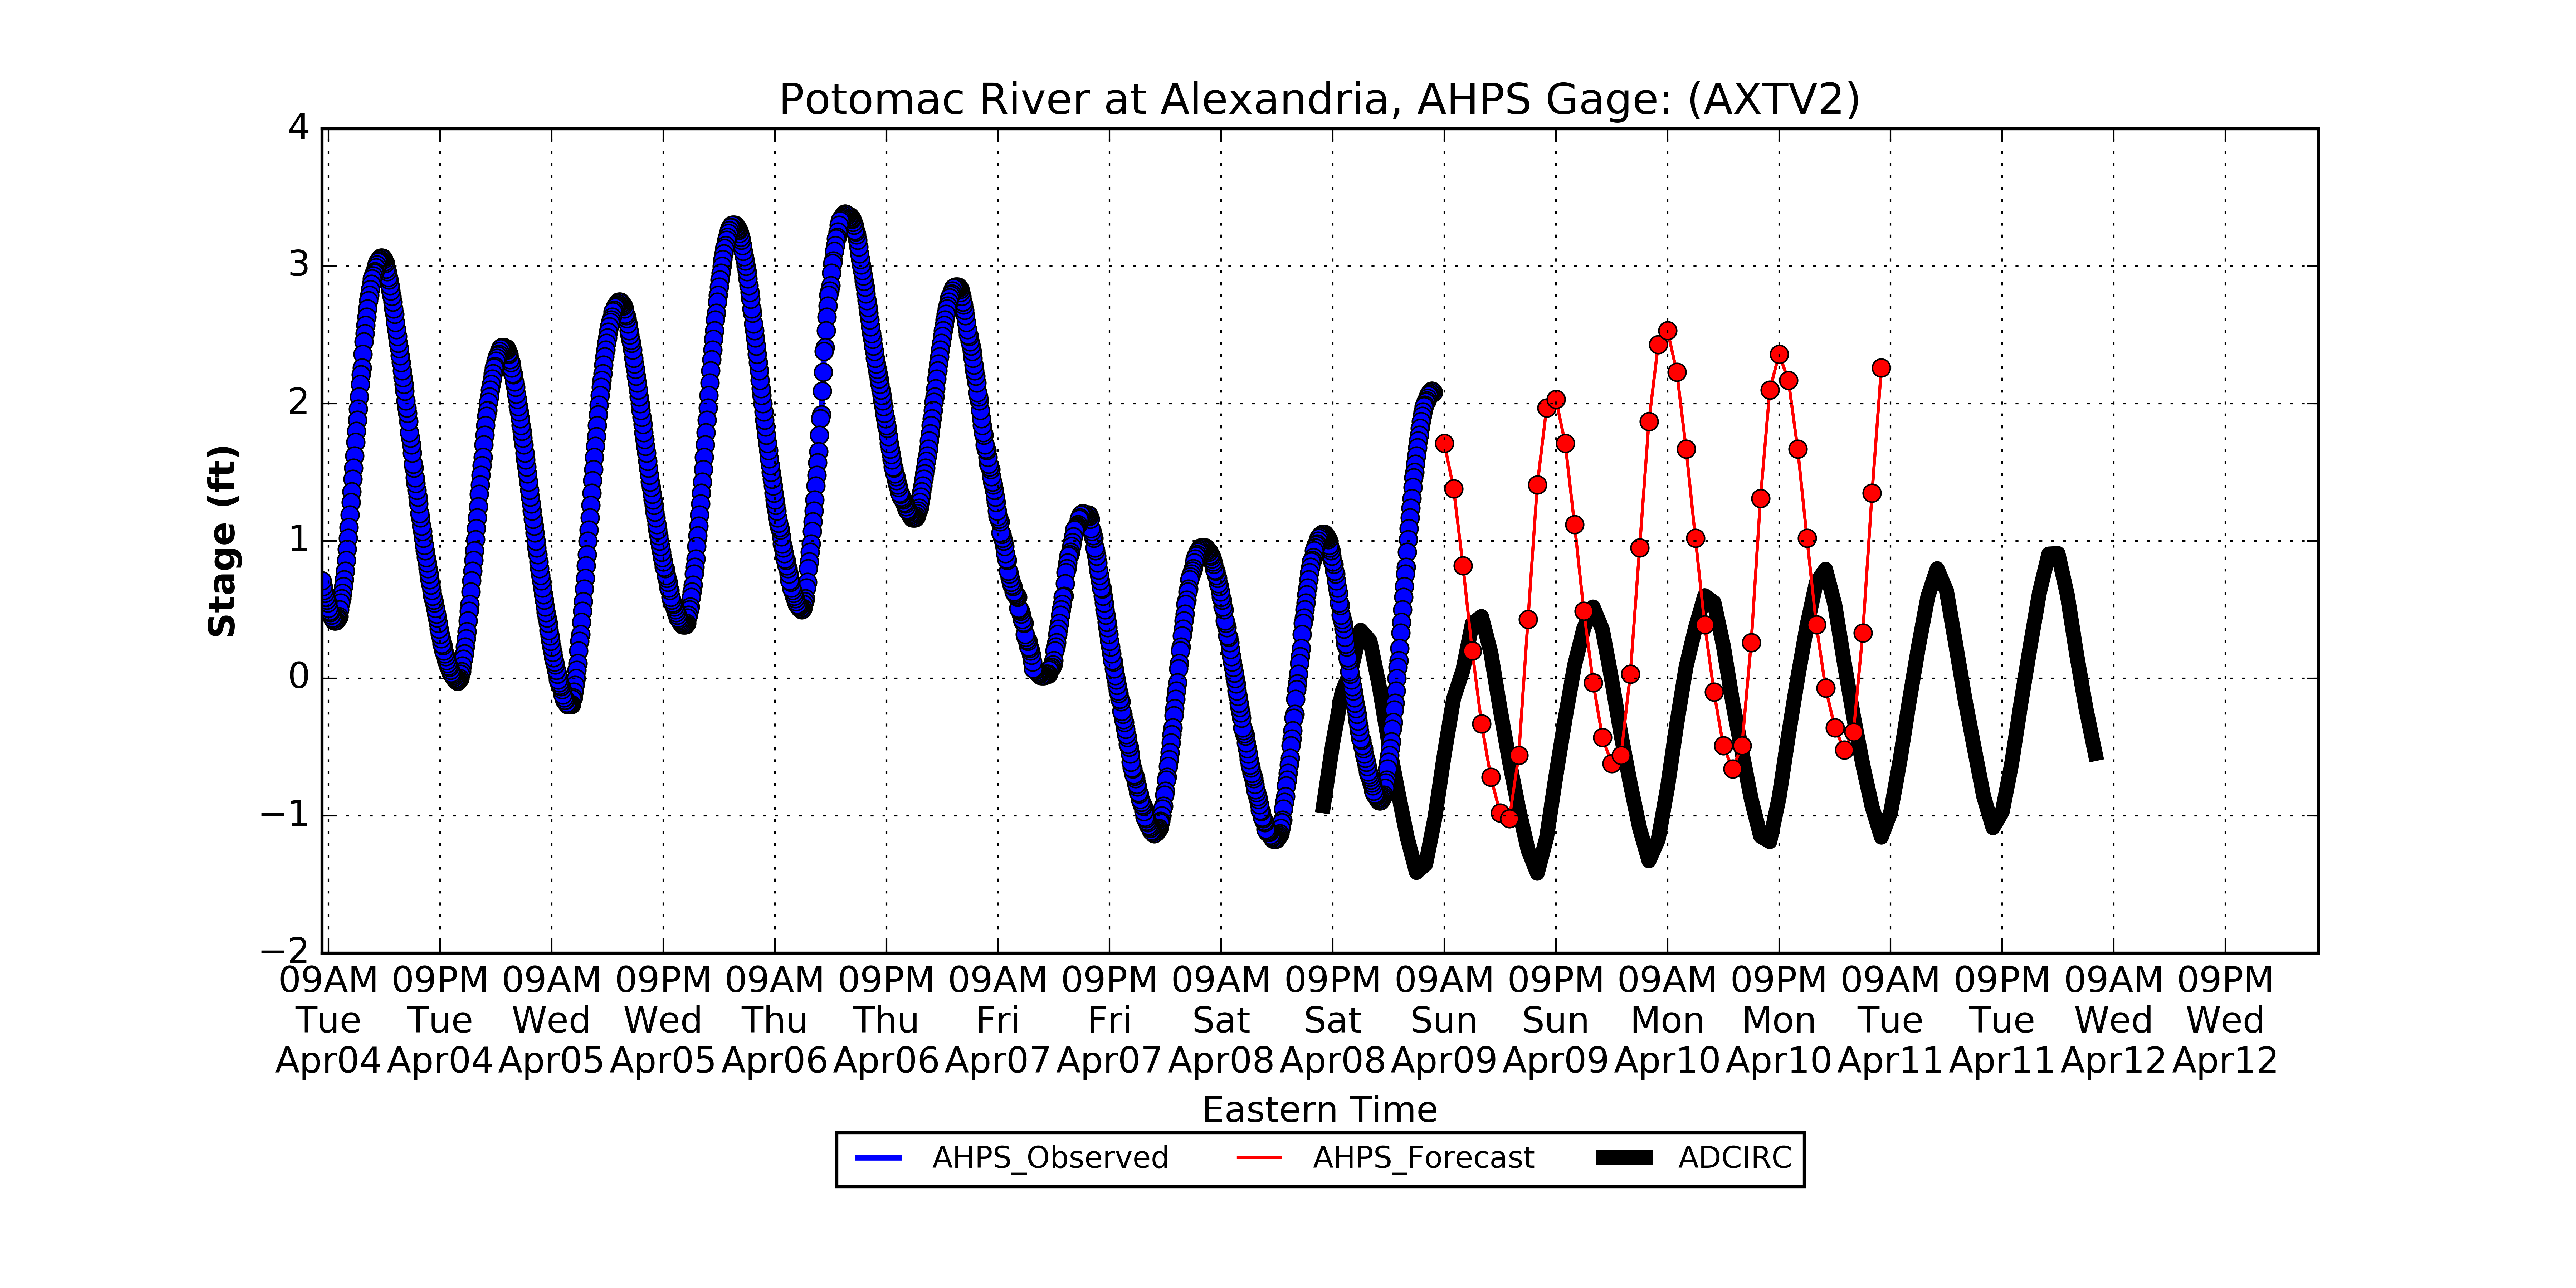 Potomac River at Alexandria, AHPS Gage: (AXTV2)
Stage (ft)
4
3
2
1
0
−1
−2
09AM 09PM 09AM 09PM 09AM 09PM 09AM 09PM 09AM 09PM 09AM 09PM 09AM 09PM 09AM 09PM 09AM 09PM
Tue Tue Wed Wed Thu Thu Fri Fri Sat Sat Sun Sun Mon Mon Tue Tue Wed Wed
Apr04 Apr04 Apr05 Apr05 Apr06 Apr06 Apr07 Apr07 Apr08 Apr08 Apr09 Apr09 Apr10 Apr10 Apr11 Apr11 Apr12 Apr12
Eastern Time
AHPS_Observed AHPS_Forecast ADCIRC